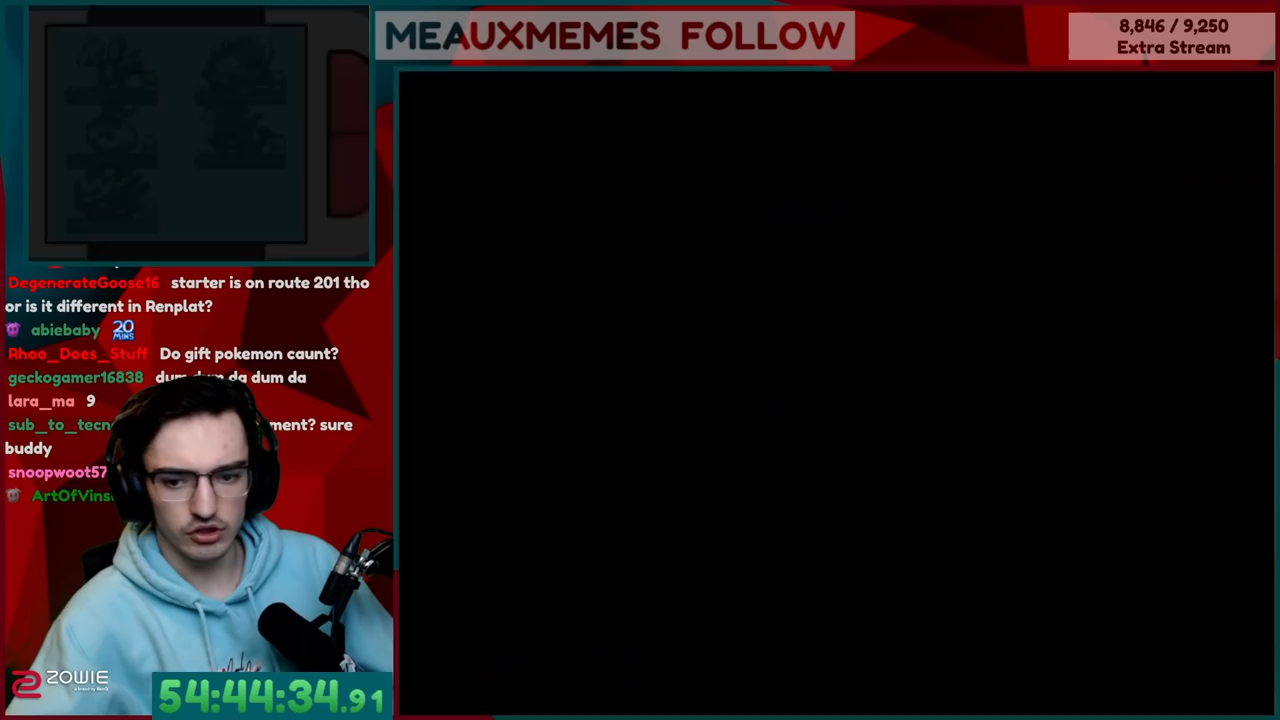 MEAUXMEMES FOLLOW
8,846 / 9,250
Extra Stream
DegenerateGoose16 starter is on route 201 tho
or is it different in Renplat?
abiebaby 20 MINS
Rhoo_Does_Stuff Do gift pokemon caunt?
geckogamer16838 dum dum da dum da
lara_ma 9
sub_to_tecn ment? sure
buddy
snoopwoot57
ArtOfVins
ZOWIE
54:44:34.91